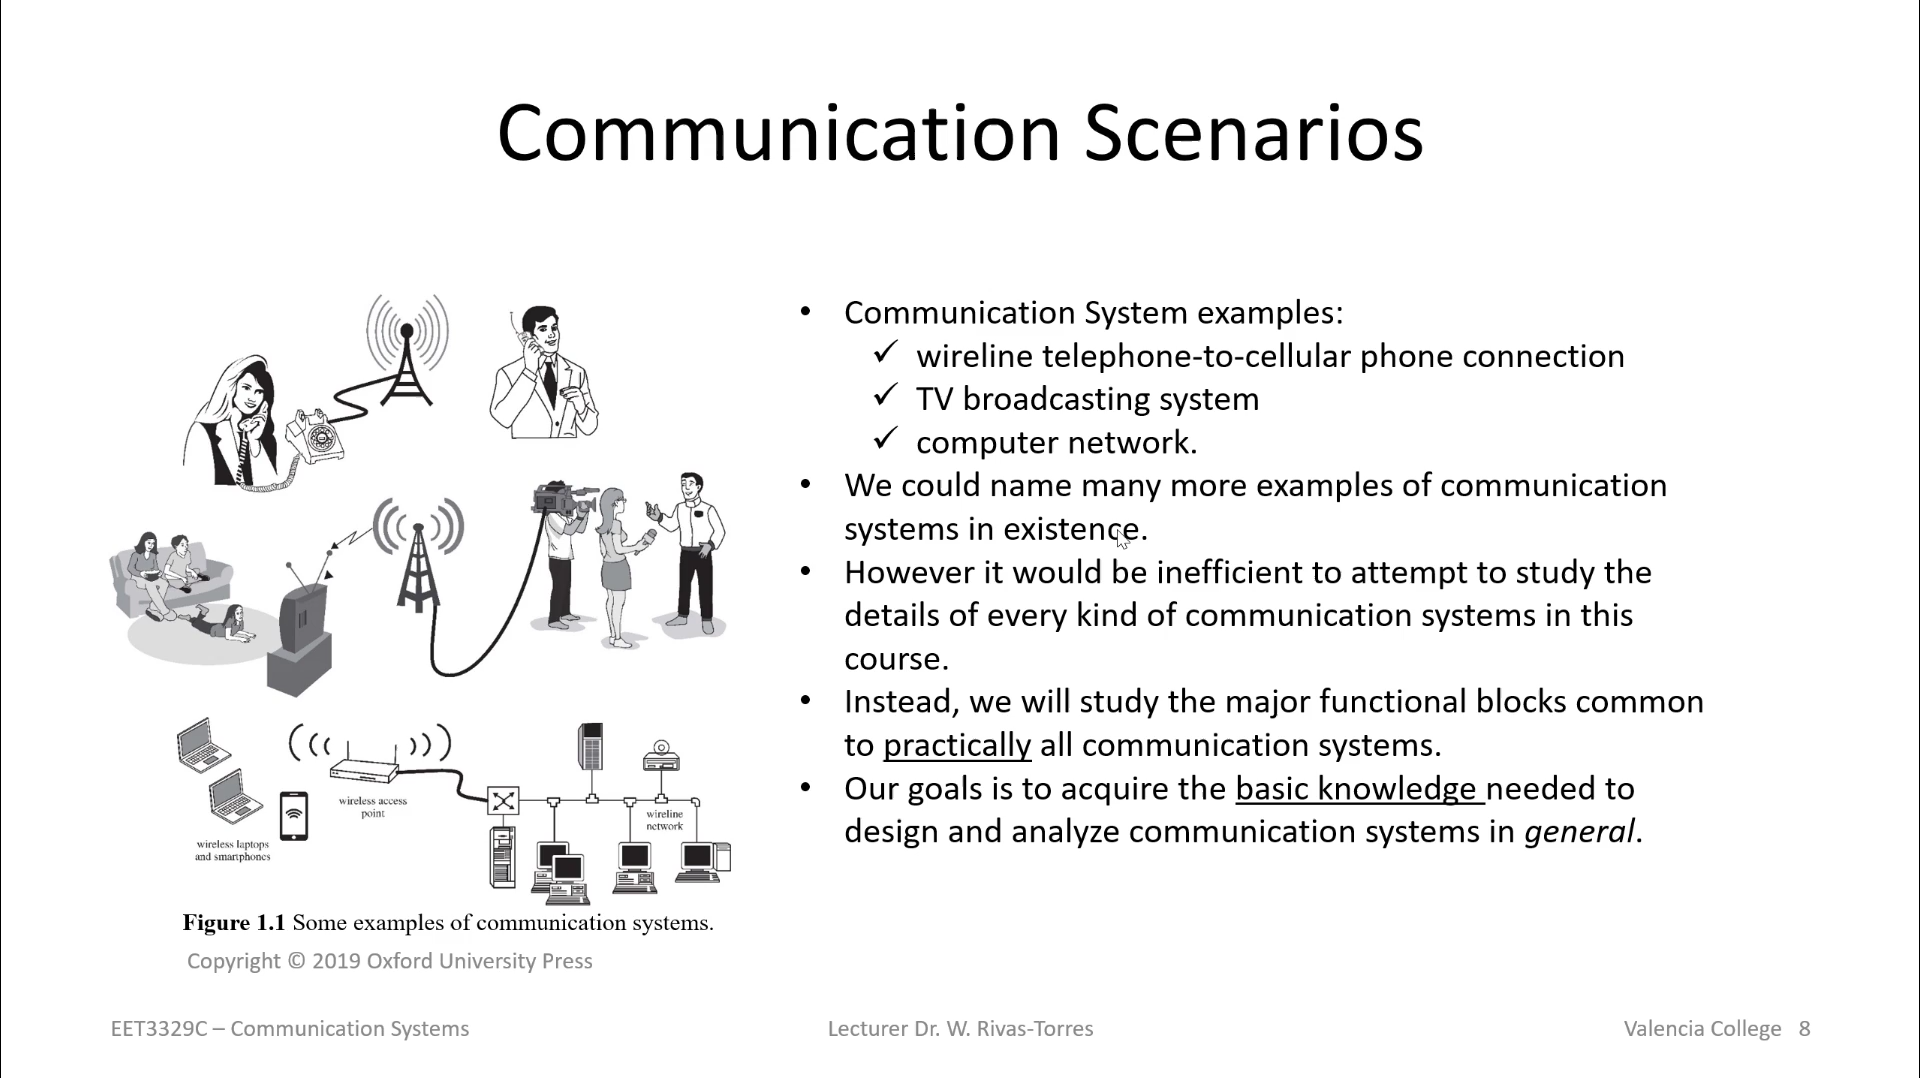 Communication Scenarios
• Communication System examples:
✓ wireline telephone-to-cellular phone connection
✓ TV broadcasting system
✓ computer network.
• We could name many more examples of communication
systems in existence.
• However it would be inefficient to attempt to study the
details of every kind of communication systems in this
course.
• Instead, we will study the major functional blocks common
to practically all communication systems.
• Our goals is to acquire the basic knowledge needed to
design and analyze communication systems in general.
wireless access
point
wireline
network
wireless laptops
and smartphones
Figure 1.1 Some examples of communication systems.
Copyright © 2019 Oxford University Press
EET3329C – Communication Systems
Lecturer Dr. W. Rivas-Torres
Valencia College 8